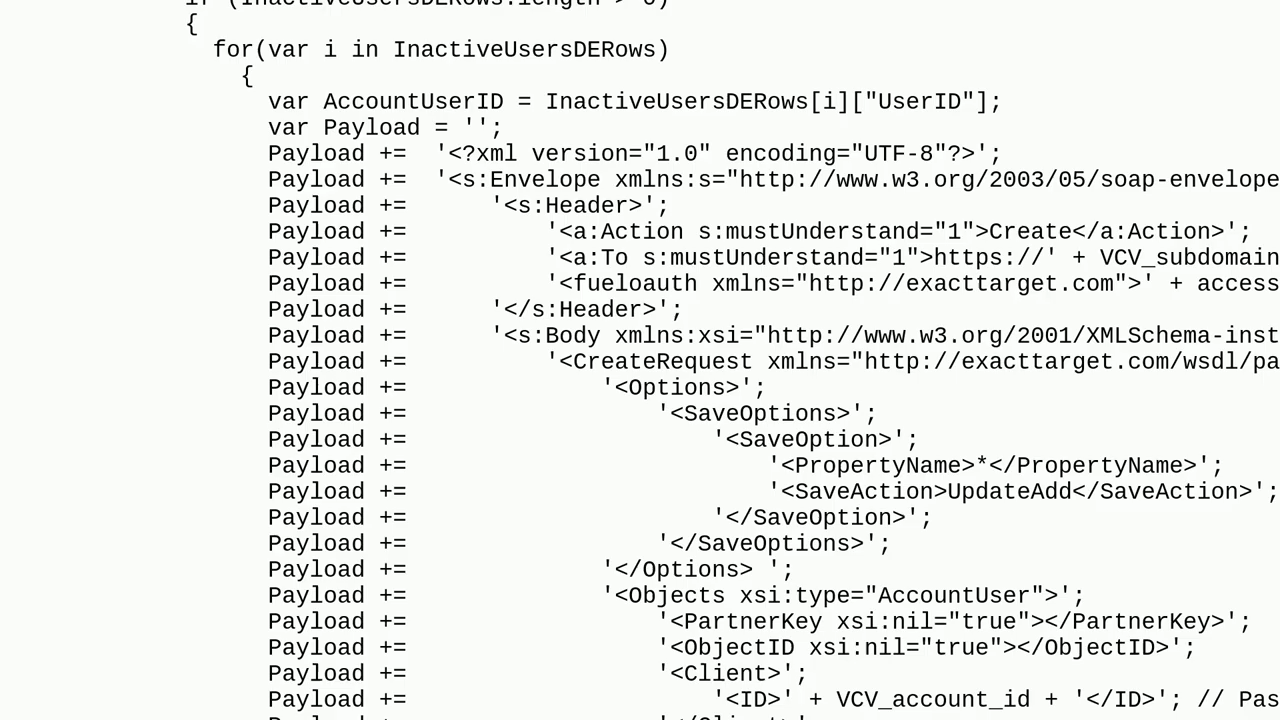 if (InactiveUsersDERows.length > 0)
{
for(var i in InactiveUsersDERows)
{
var AccountUserID = InactiveUsersDERows[i]["UserID"];
var Payload = '';
Payload += '<?xml version="1.0" encoding="UTF-8"?>';
Payload += '<s:Envelope xmlns:s="http://www.w3.org/2003/05/soap-envelope
Payload += '<s:Header>';
Payload += '<a:Action s:mustUnderstand="1">Create</a:Action>';
Payload += '<a:To s:mustUnderstand="1">https://' + VCV_subdomain
Payload += '<fueloauth xmlns="http://exacttarget.com">' + access
Payload += '</s:Header>';
Payload += '<s:Body xmlns:xsi="http://www.w3.org/2001/XMLSchema-inst
Payload += '<CreateRequest xmlns="http://exacttarget.com/wsdl/pa
Payload += '<Options>';
Payload += '<SaveOptions>';
Payload += '<SaveOption>';
Payload += '<PropertyName>*</PropertyName>';
Payload += '<SaveAction>UpdateAdd</SaveAction>';
Payload += '</SaveOption>';
Payload += '</SaveOptions>';
Payload += '</Options> ';
Payload += '<Objects xsi:type="AccountUser">';
Payload += '<PartnerKey xsi:nil="true"></PartnerKey>';
Payload += '<ObjectID xsi:nil="true"></ObjectID>';
Payload += '<Client>';
Payload += '<ID>' + VCV_account_id + '</ID>'; // Pas